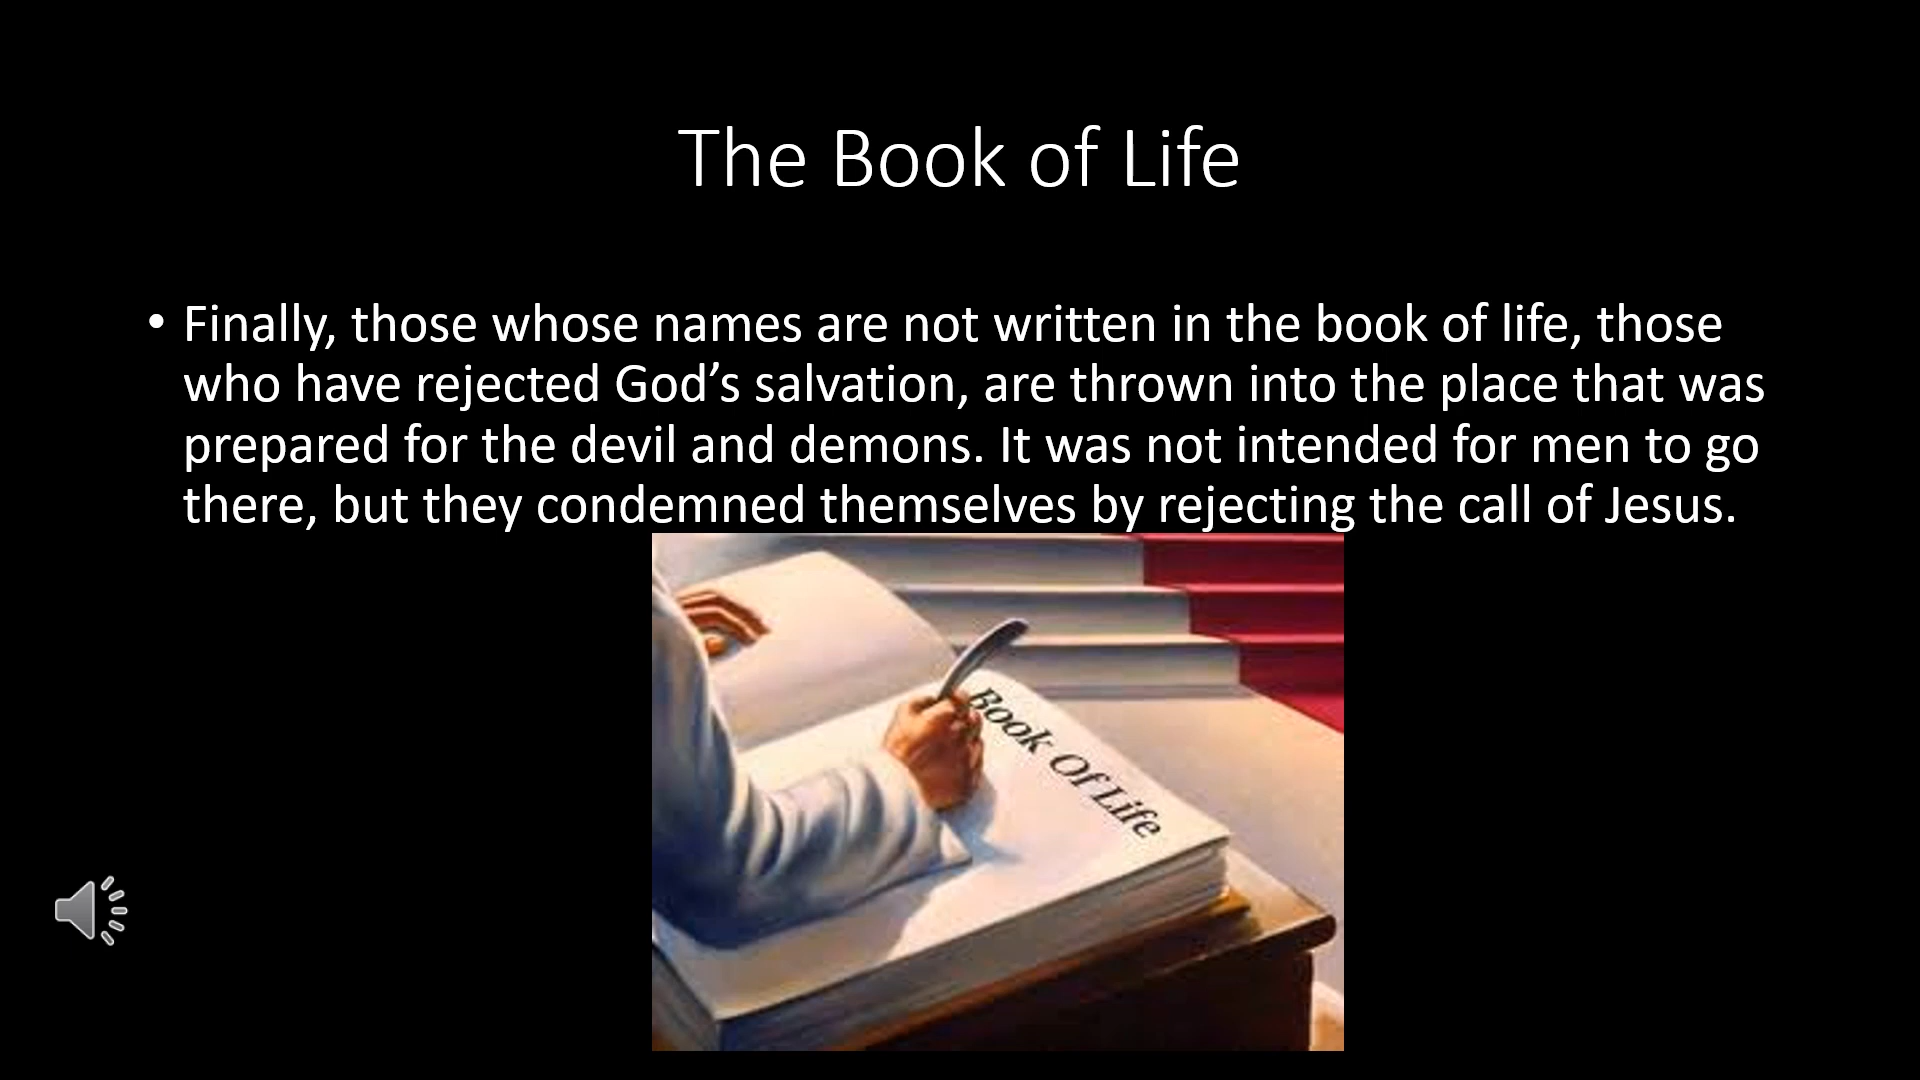 The Book of Life
• Finally, those whose names are not written in the book of life, those
who have rejected God’s salvation, are thrown into the place that was
prepared for the devil and demons. It was not intended for men to go
there, but they condemned themselves by rejecting the call of Jesus.
Book Of Life